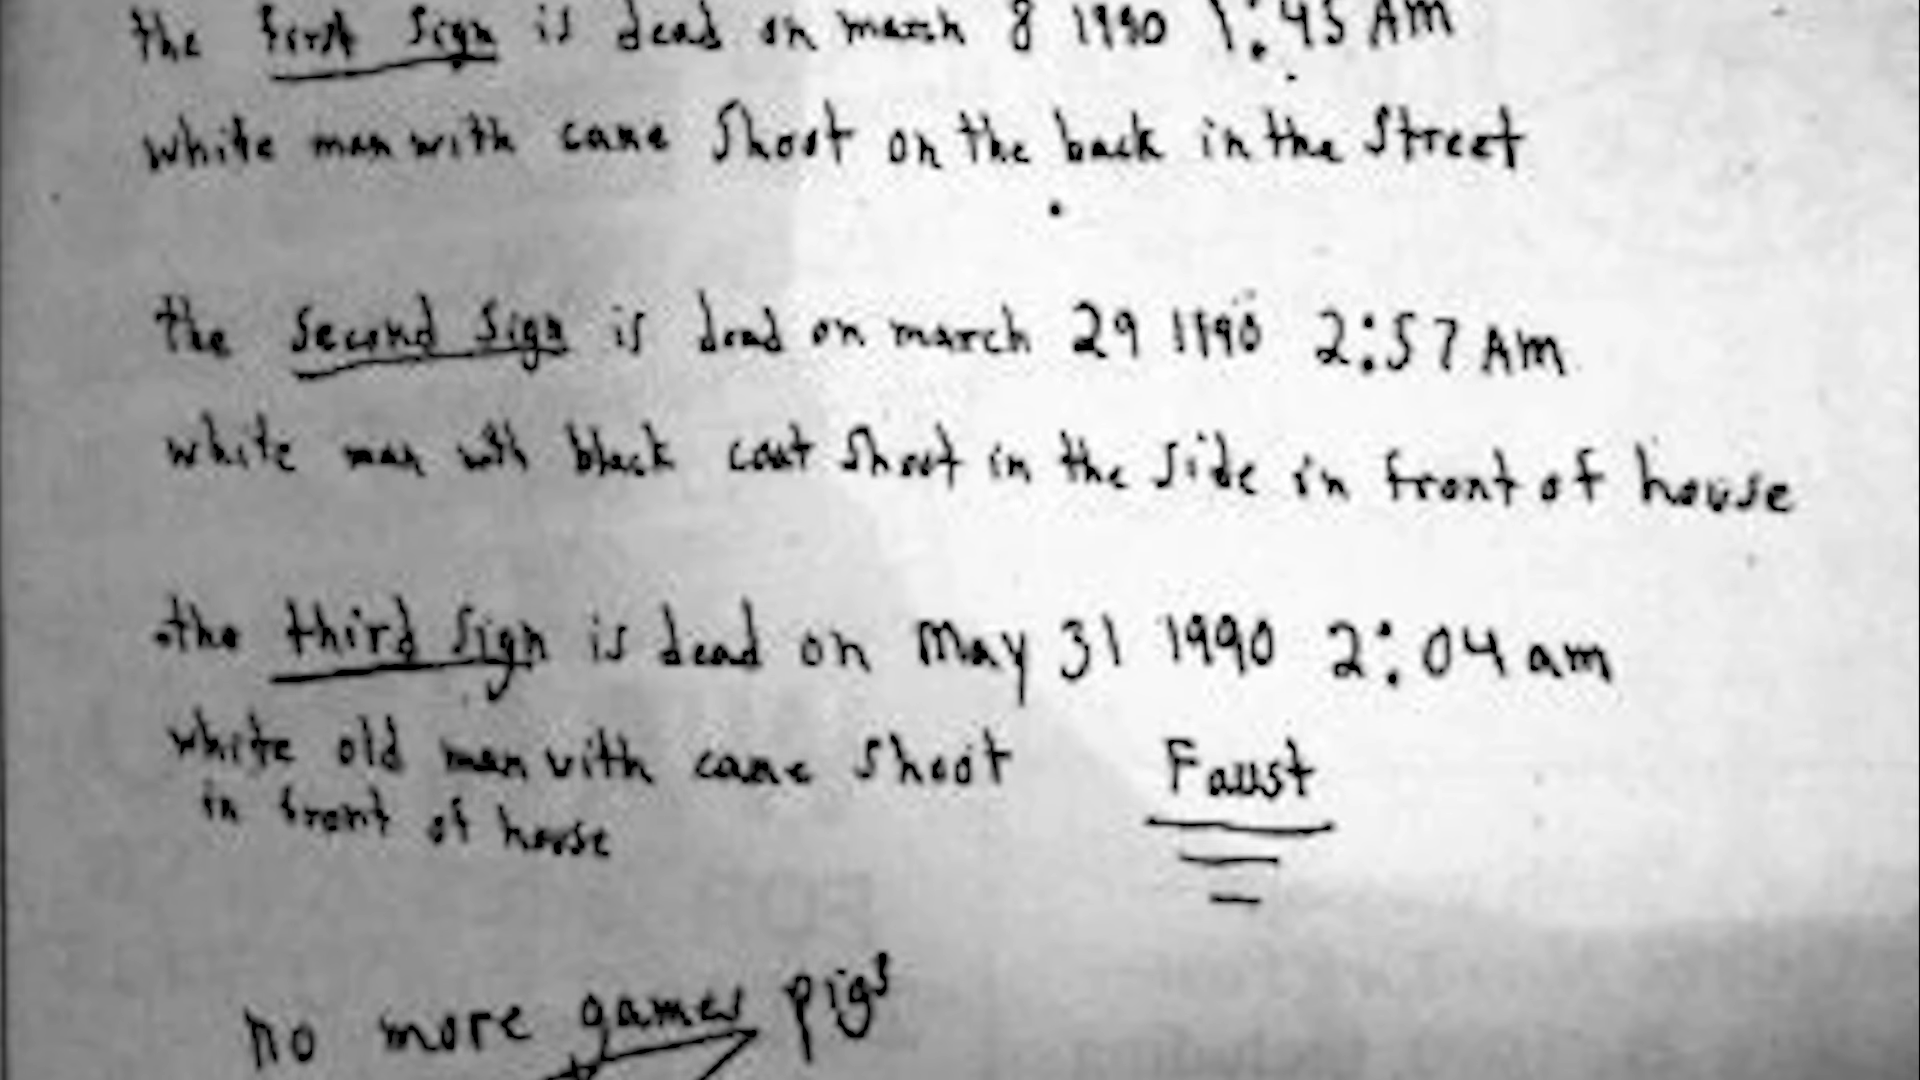 the first sign is dead on march 8 1990 1:45 AM
white man with cane shoot on the back in the street
the second sign is dead on march 29 1990 2:57 AM
white man with black coat shoot in the side in front of house
the third sign is dead on May 31 1990 2:04 am
white old man with cane shoot
in front of house
Faust
no more games pigs